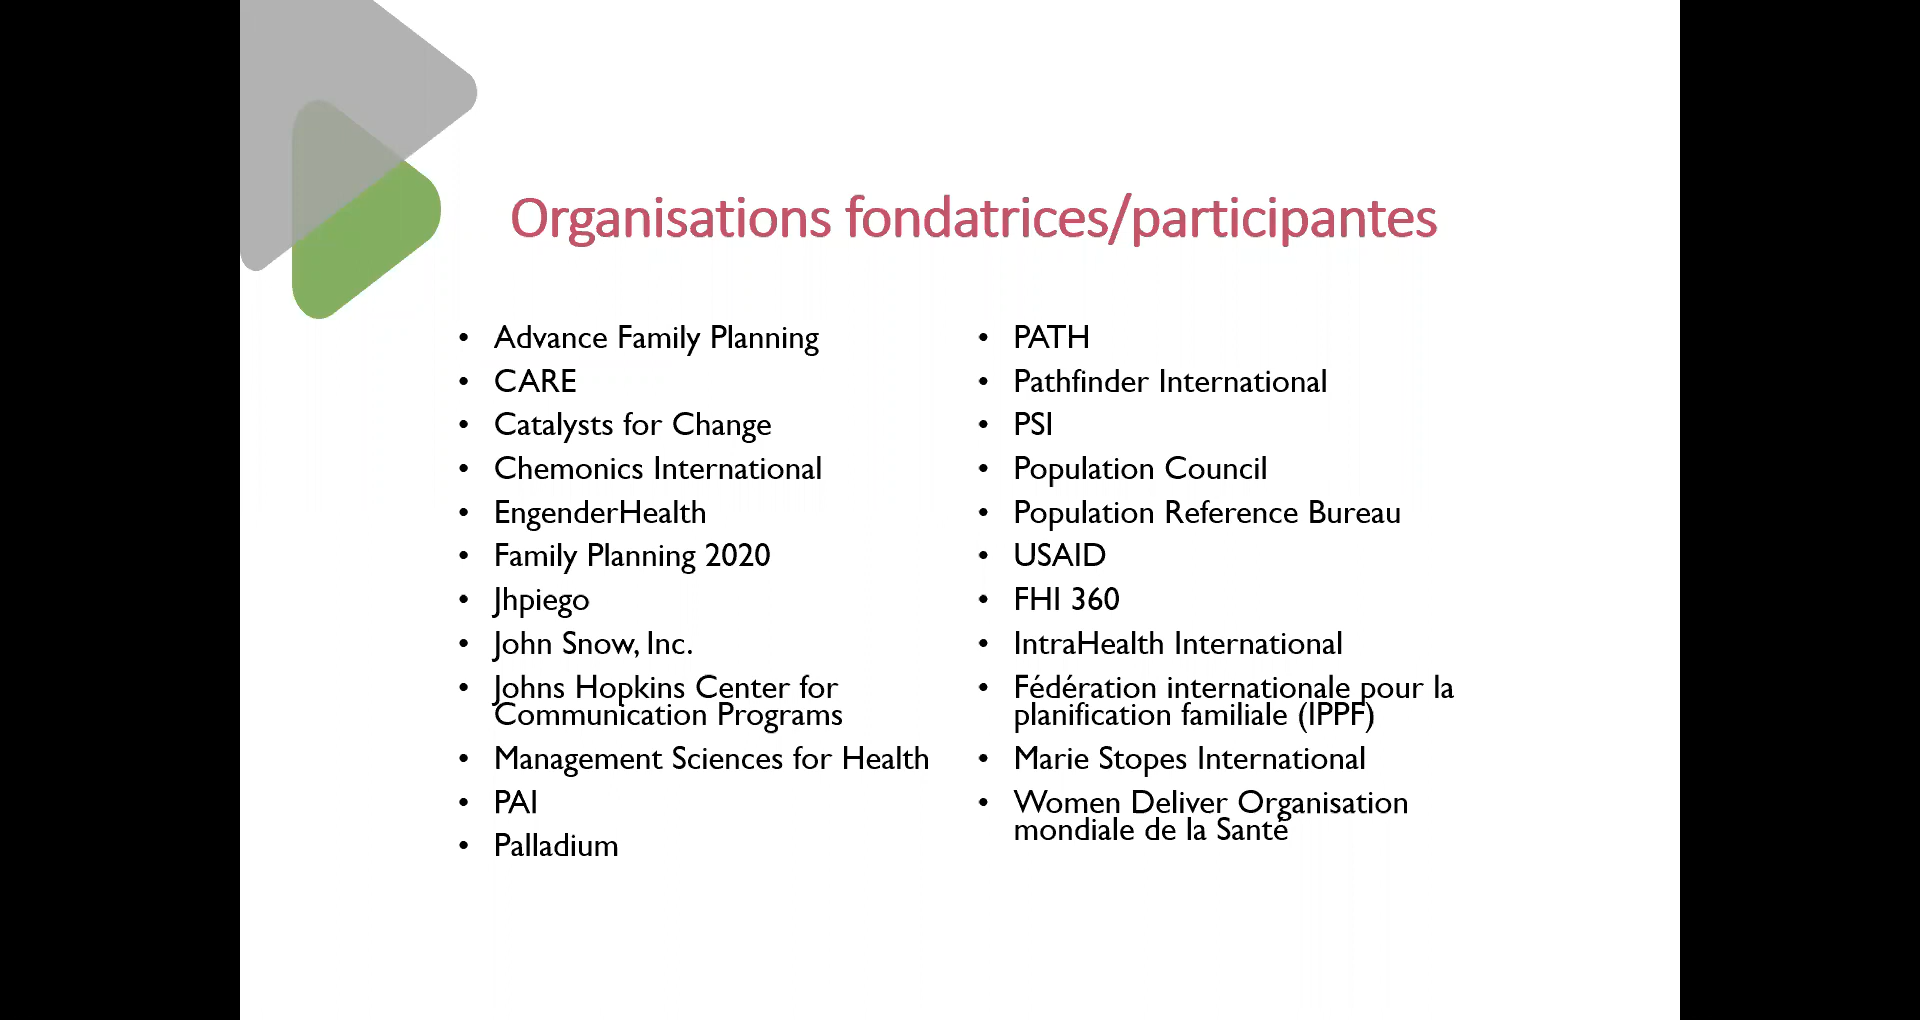 Organisations fondatrices/participantes
• Advance Family Planning
• CARE
• Catalysts for Change
• Chemonics International
• EngenderHealth
• Family Planning 2020
• Jhpiego
• John Snow, Inc.
• Johns Hopkins Center for
Communication Programs
• Management Sciences for Health
• PAI
• Palladium
• PATH
• Pathfinder International
• PSI
• Population Council
• Population Reference Bureau
• USAID
• FHI 360
• IntraHealth International
• Fédération internationale pour la
planification familiale (IPPF)
• Marie Stopes International
• Women Deliver Organisation
mondiale de la Santé